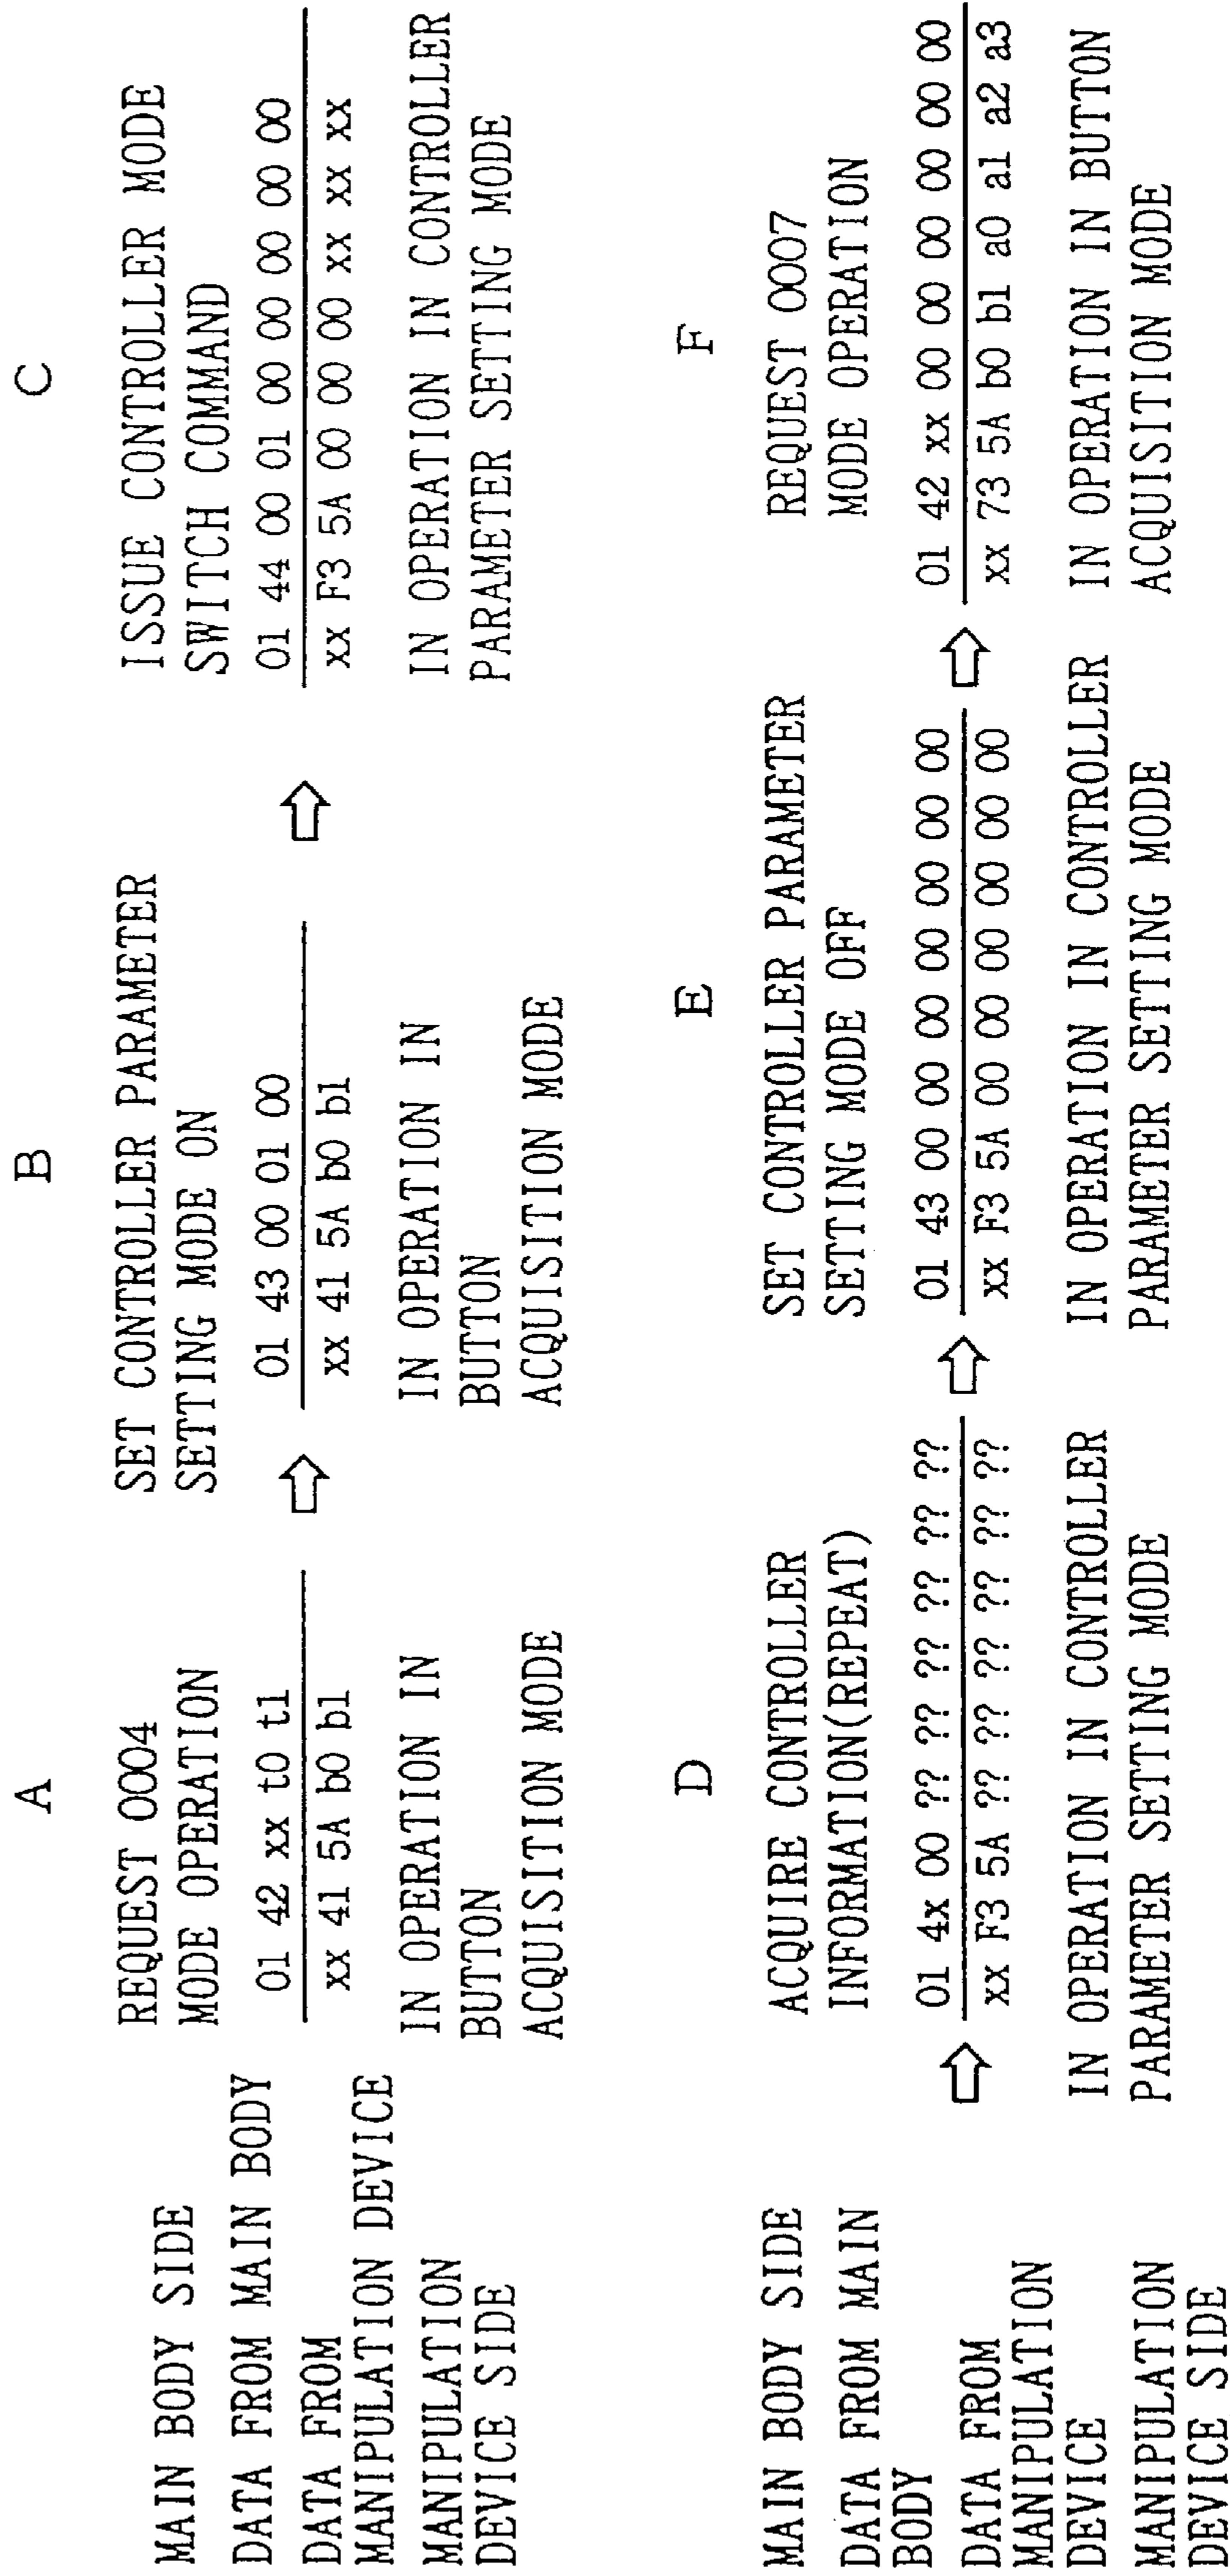 A
REQUEST 0004
MODE OPERATION
01 42 xx t0 t1
xx 41 5A b0 b1
IN OPERATION IN
BUTTON
ACQUISITION MODE
B
SET CONTROLLER PARAMETER
SETTING MODE ON
01 43 00 01 00
xx 41 5A b0 b1
IN OPERATION IN
BUTTON
ACQUISITION MODE
C
ISSUE CONTROLLER MODE
SWITCH COMMAND
01 44 00 01 00 00 00 00 00
xx F3 5A 00 00 00 xx xx xx
IN OPERATION IN CONTROLLER
PARAMETER SETTING MODE
MAIN BODY SIDE
DATA FROM MAIN BODY
DATA FROM
MANIPULATION DEVICE
MANIPULATION
DEVICE SIDE
D
ACQUIRE CONTROLLER
INFORMATION(REPEAT)
01 4x 00 ?? ?? ?? ?? ?? ??
xx F3 5A ?? ?? ?? ?? ?? ??
IN OPERATION IN CONTROLLER
PARAMETER SETTING MODE
E
SET CONTROLLER PARAMETER
SETTING MODE OFF
01 43 00 00 00 00 00 00 00
xx F3 5A 00 00 00 00 00 00
IN OPERATION IN CONTROLLER
PARAMETER SETTING MODE
F
REQUEST 0007
MODE OPERATION
01 42 xx 00 00 00 00 00 00
xx 73 5A b0 b1 a0 a1 a2 a3
IN OPERATION IN BUTTON
ACQUISITION MODE
MAIN BODY SIDE
DATA FROM MAIN
BODY
DATA FROM
MANIPULATION
DEVICE
MANIPULATION
DEVICE SIDE